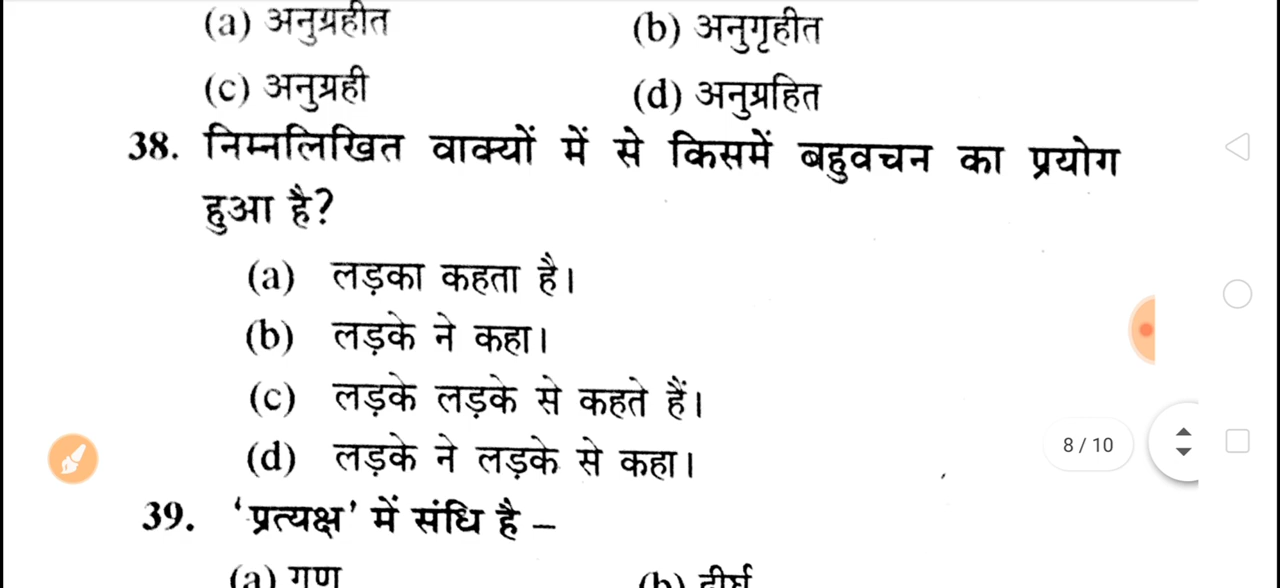 (a) अनुग्रहीत (b) अनुगृहीत
(c) अनुग्रही (d) अनुग्रहित
38. निम्नलिखित वाक्यों में से किसमें बहुवचन का प्रयोग
हुआ है?
(a) लड़का कहता है।
(b) लड़के ने कहा।
(c) लड़के लड़के से कहते हैं।
(d) लड़के ने लड़के से कहा।
8 / 10
39. 'प्रत्यक्ष' में संधि है –
(a) गुण (b) दीर्घ